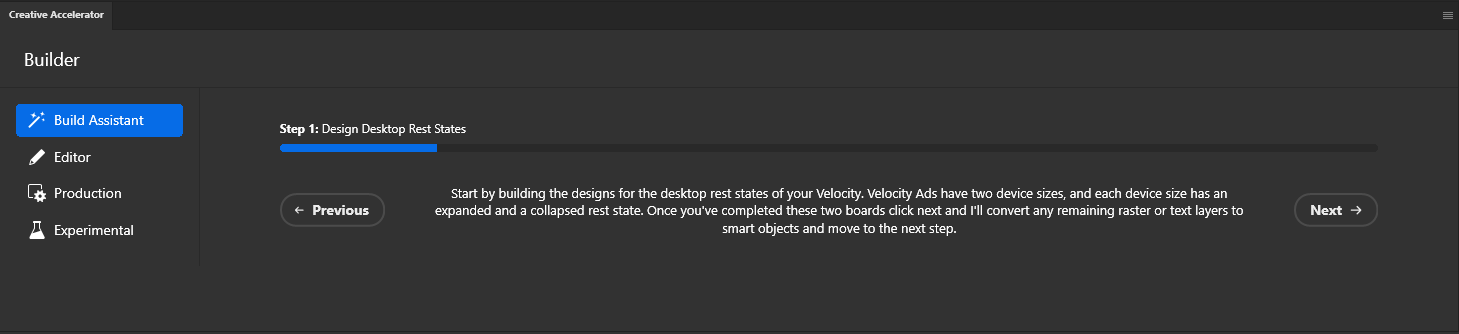 Creative Accelerator
Builder
Build Assistant
Editor
Production
Experimental
Step 1: Design Desktop Rest States
Previous
Start by building the designs for the desktop rest states of your Velocity. Velocity Ads have two device sizes, and each device size has an
expanded and a collapsed rest state. Once you've completed these two boards click next and I'll convert any remaining raster or text layers to
smart objects and move to the next step.
Next